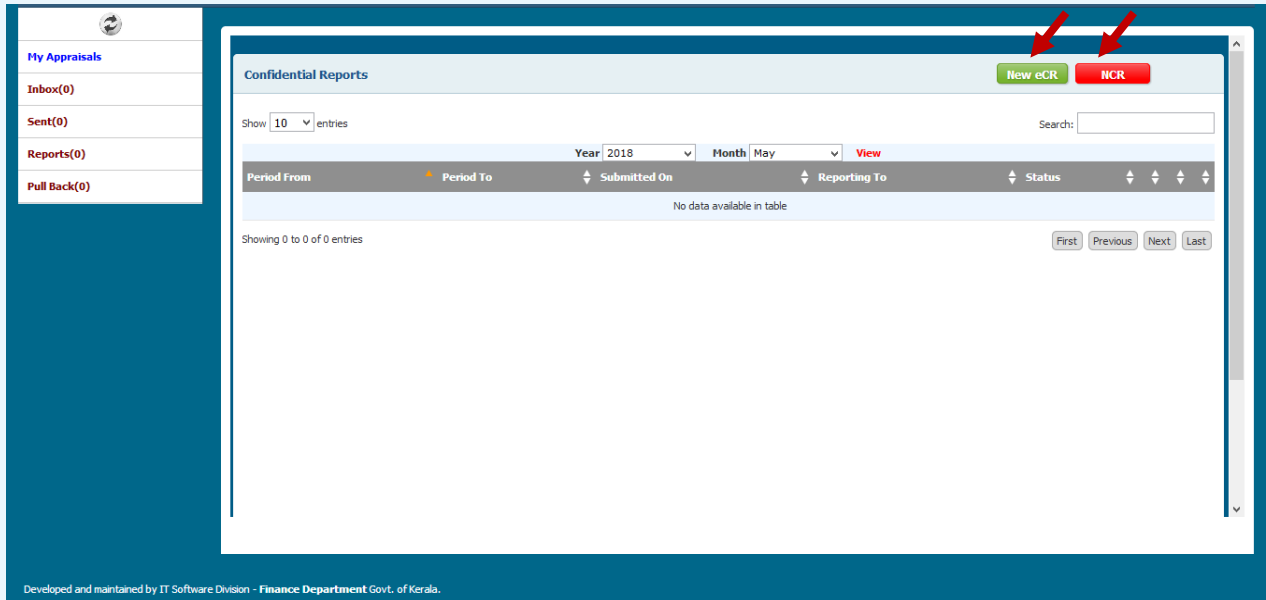 My Appraisals
Inbox(0)
Sent(0)
Reports(0)
Pull Back(0)
Confidential Reports New eCR NCR
Show 10 entries Search:
Year 2018 Month May View
Period From Period To Submitted On Reporting To Status
No data available in table
Showing 0 to 0 of 0 entries First Previous Next Last
Developed and maintained by IT Software Division - Finance Department Govt. of Kerala.